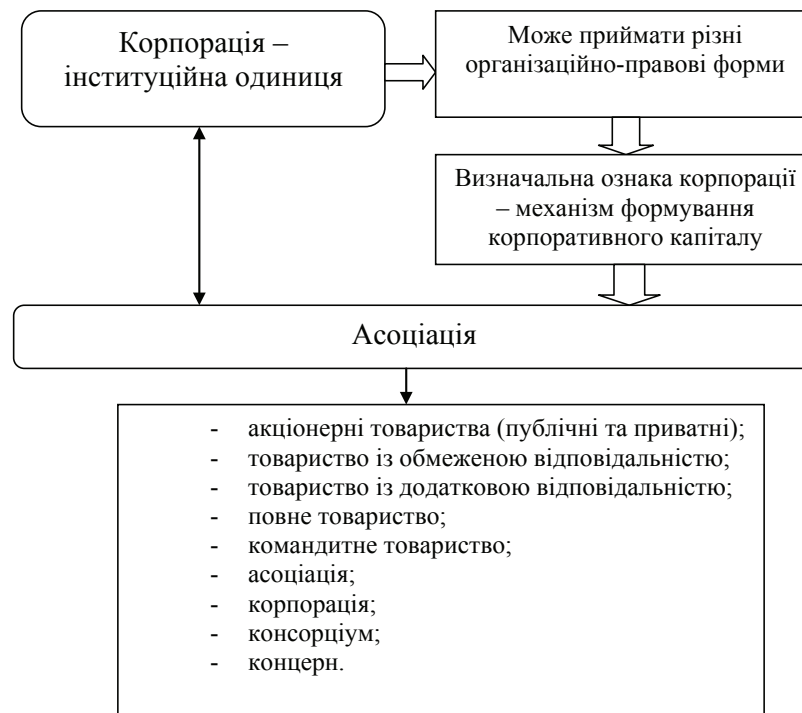 Корпорація –
інституційна одиниця
Може приймати різні
організаційно-правові форми
Визначальна ознака корпорації
– механізм формування
корпоративного капіталу
Асоціація
- акціонерні товариства (публічні та приватні);
- товариство із обмеженою відповідальністю;
- товариство із додатковою відповідальністю;
- повне товариство;
- командитне товариство;
- асоціація;
- корпорація;
- консорціум;
- концерн.